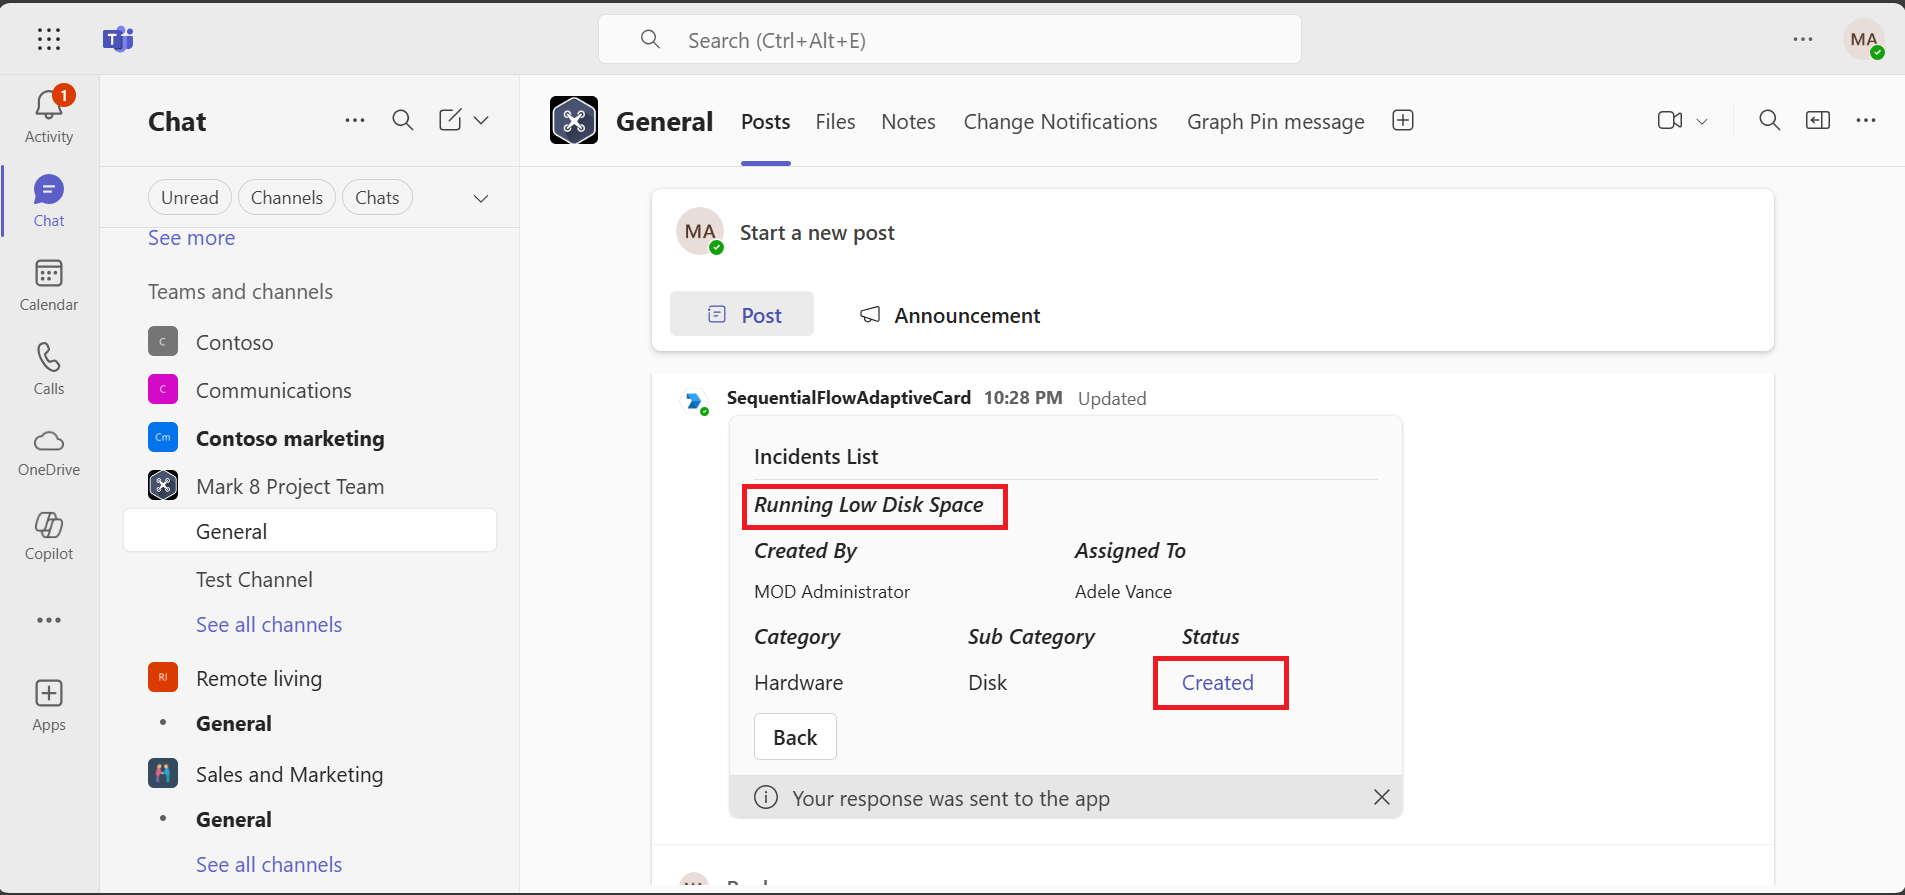 Search (Ctrl+Alt+E)
MA
1
Activity
Chat
Calendar
Calls
OneDrive
Copilot
Apps
Chat
Unread
Channels
Chats
See more
Teams and channels
C
Contoso
C
Communications
Cm
Contoso marketing
Mark 8 Project Team
General
Test Channel
See all channels
Rl
Remote living
General
Sales and Marketing
General
See all channels
General
Posts
Files
Notes
Change Notifications
Graph Pin message
MA
Start a new post
Post
Announcement
SequentialFlowAdaptiveCard 10:28 PM Updated
Incidents List
Running Low Disk Space
Created By
Assigned To
MOD Administrator
Adele Vance
Category
Sub Category
Status
Hardware
Disk
Created
Back
Your response was sent to the app